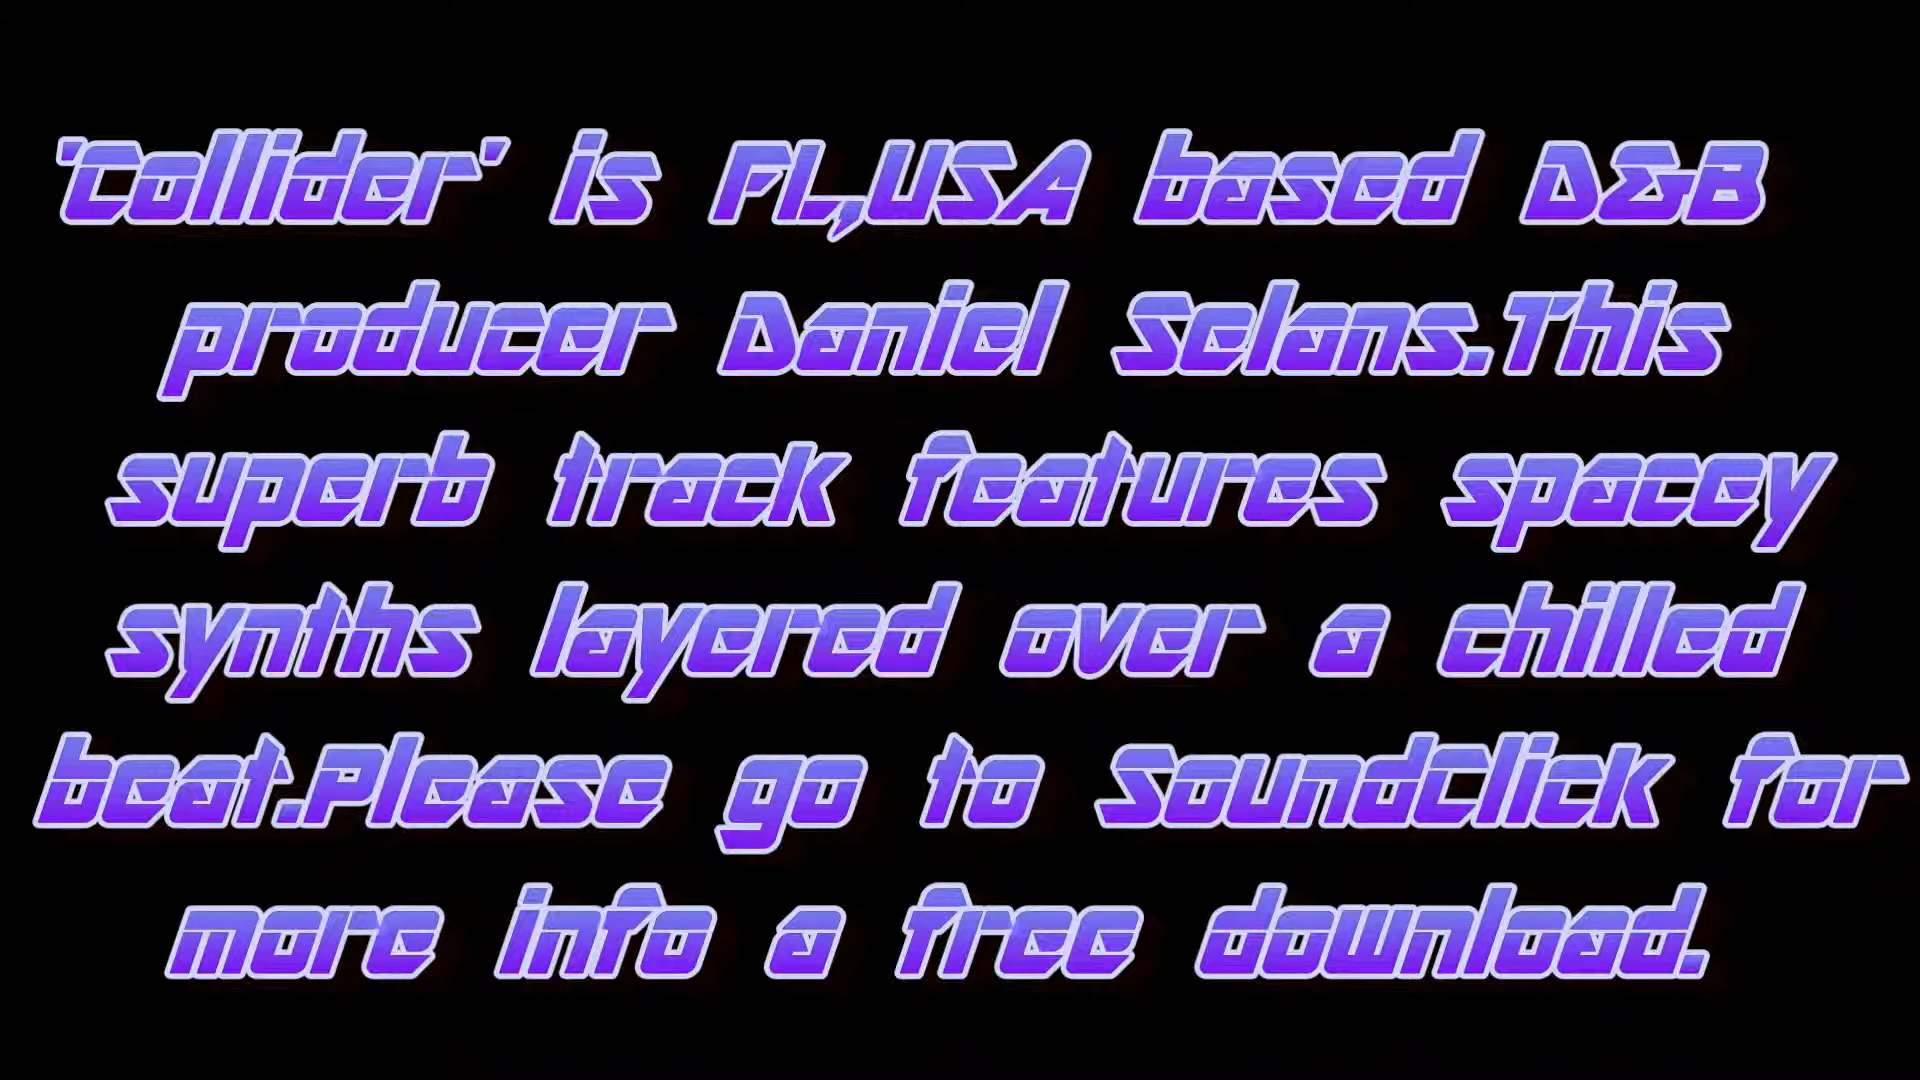 'Collider' is FL,USA based D&B
producer Daniel Selans.This
superb track features spacey
synths layered over a chilled
beat.Please go to SoundClick for
more info a free download.